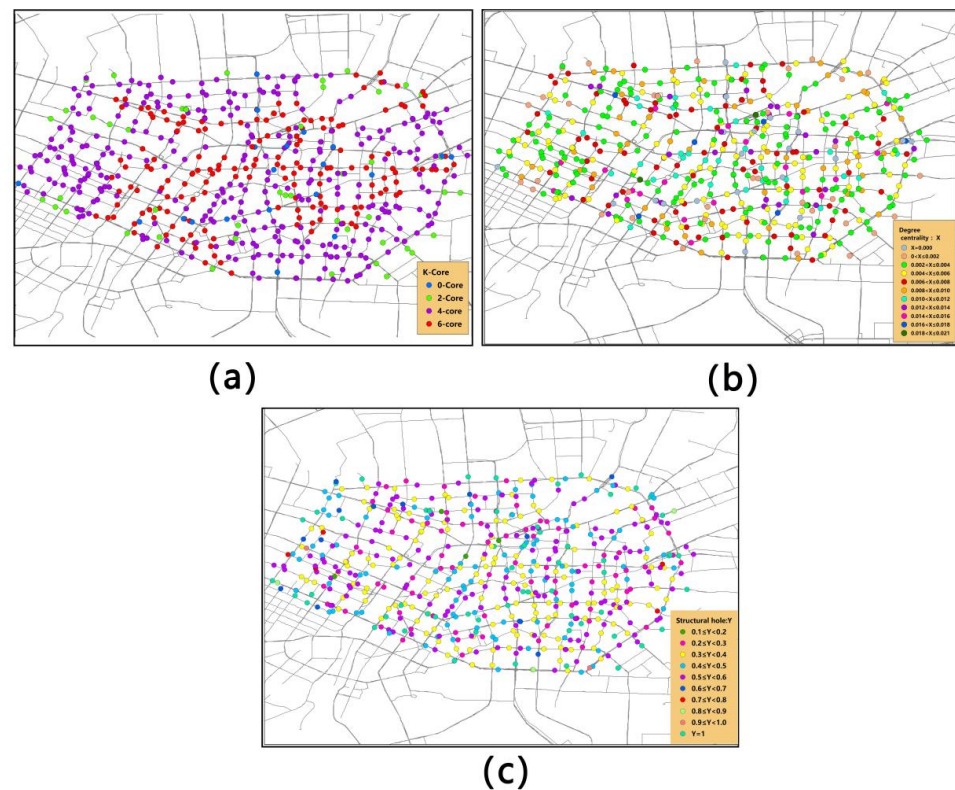 K-Core
0-Core
2-Core
4-core
6-core
(a)
Degree
centrality : X
X=0.000
0<X≤0.002
0.002<X≤0.004
0.004<X≤0.006
0.006<X≤0.008
0.008<X≤0.010
0.010<X≤0.012
0.012<X≤0.014
0.014<X≤0.016
0.016<X≤0.018
0.018<X≤0.021
(b)
Structural hole:Y
0.1≤Y<0.2
0.2≤Y<0.3
0.3≤Y<0.4
0.4≤Y<0.5
0.5≤Y<0.6
0.6≤Y<0.7
0.7≤Y<0.8
0.8≤Y<0.9
0.9≤Y<1.0
Y=1
(c)